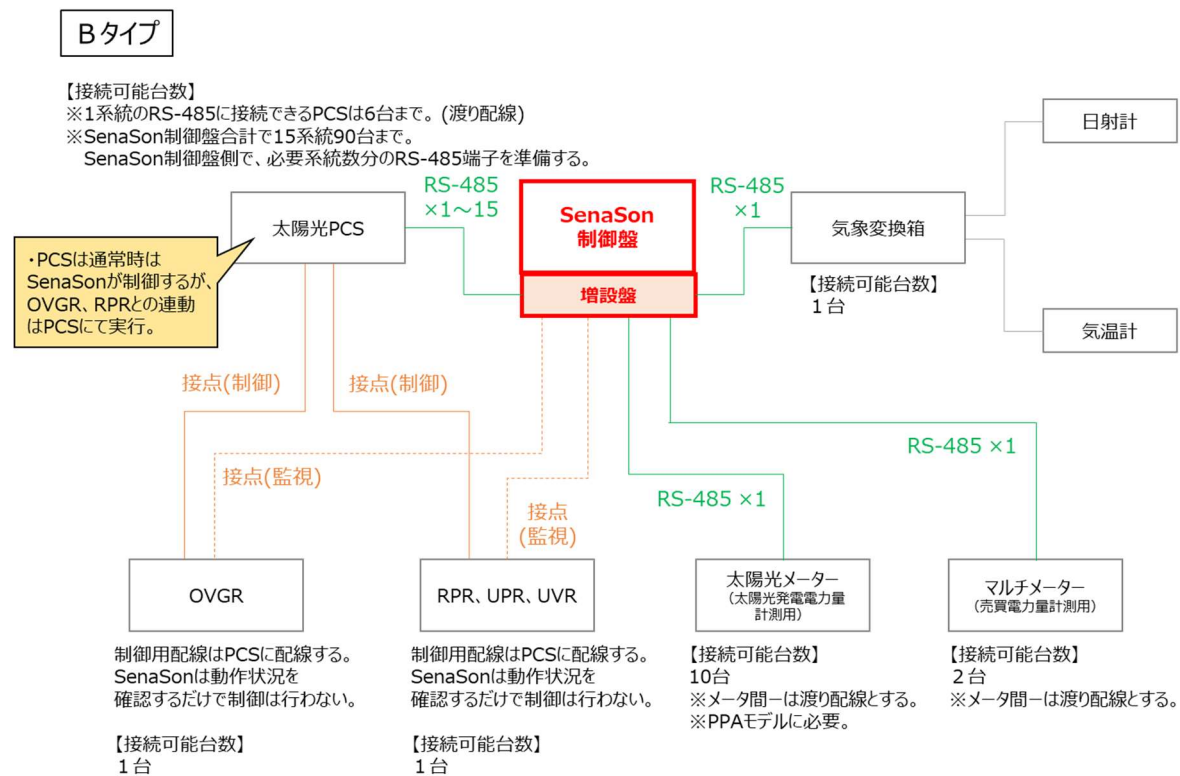 Bタイプ
【接続可能台数】
※1系統のRS-485に接続できるPCSは6台まで。(渡り配線)
※SenaSon制御盤合計で15系統90台まで。
SenaSon制御盤側で、必要系統数分のRS-485端子を準備する。
RS-485
×1～15
RS-485
×1
日射計
太陽光PCS
SenaSon
制御盤
気象変換箱
・PCSは通常時は
SenaSonが制御するが、
OVGR、RPRとの連動
はPCSにて実行。
増設盤
【接続可能台数】
1台
気温計
接点(制御)
接点(制御)
RS-485 ×1
接点(監視)
RS-485 ×1
接点
(監視)
OVGR
RPR、UPR、UVR
太陽光メーター
(太陽光発電電力量
計測用)
マルチメーター
(売買電力量計測用)
制御用配線はPCSに配線する。
SenaSonは動作状況を
確認するだけで制御は行わない。
【接続可能台数】
1台
制御用配線はPCSに配線する。
SenaSonは動作状況を
確認するだけで制御は行わない。
【接続可能台数】
1台
【接続可能台数】
10台
※メータ間ーは渡り配線とする。
※PPAモデルに必要。
【接続可能台数】
2台
※メータ間ーは渡り配線とする。